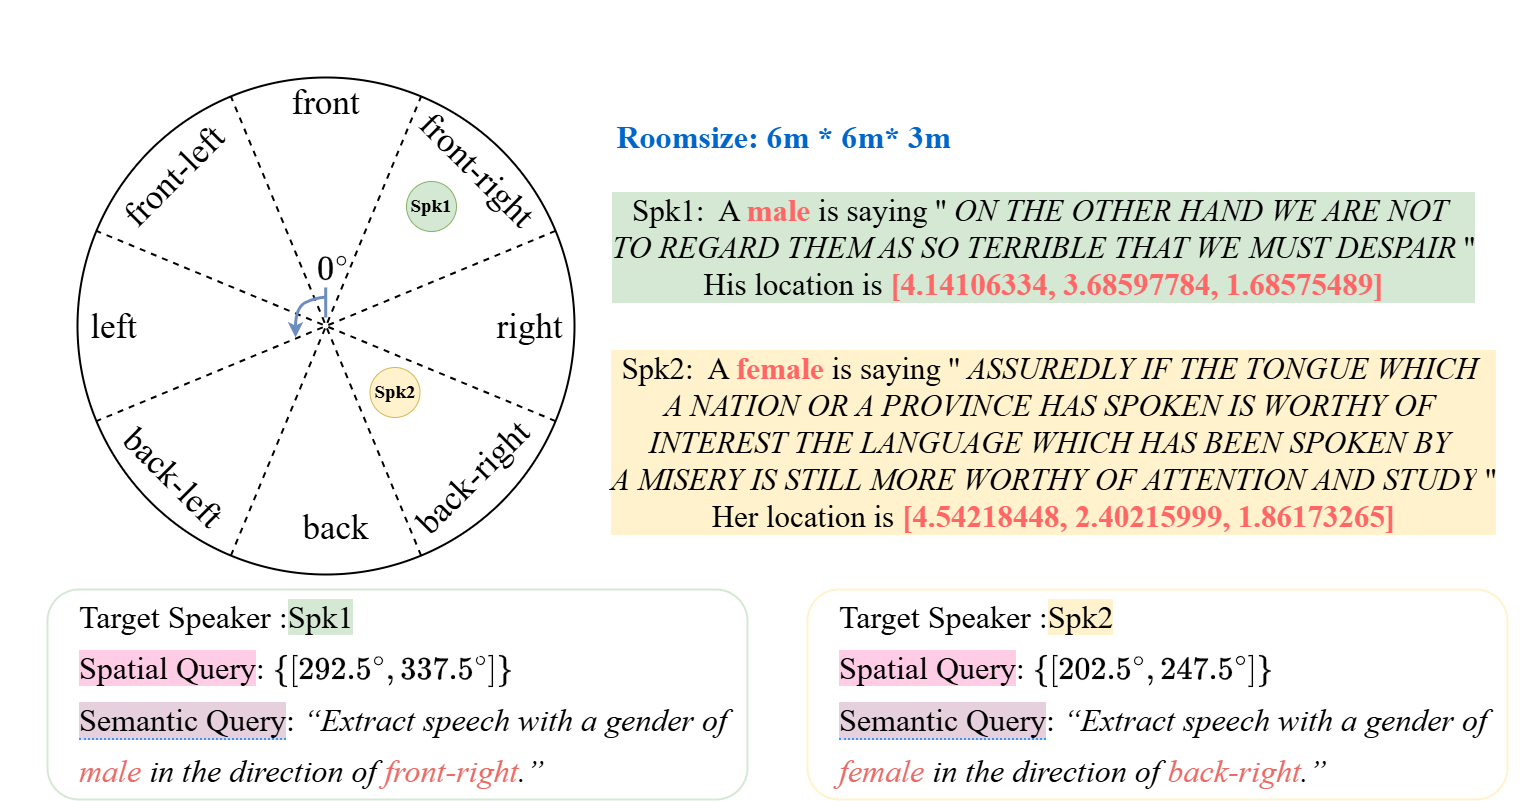 front
front-left
front-right
Spk1
0°
left
right
Spk2
back-left
back-right
back
Roomsize: 6m * 6m* 3m
Spk1: A male is saying " ON THE OTHER HAND WE ARE NOT
TO REGARD THEM AS SO TERRIBLE THAT WE MUST DESPAIR "
His location is [4.14106334, 3.68597784, 1.68575489]
Spk2: A female is saying " ASSUREDLY IF THE TONGUE WHICH
A NATION OR A PROVINCE HAS SPOKEN IS WORTHY OF
INTEREST THE LANGUAGE WHICH HAS BEEN SPOKEN BY
A MISERY IS STILL MORE WORTHY OF ATTENTION AND STUDY "
Her location is [4.54218448, 2.40215999, 1.86173265]
Target Speaker :Spk1
Spatial Query: {[292.5°, 337.5°]}
Semantic Query: “Extract speech with a gender of
male in the direction of front-right.”
Target Speaker :Spk2
Spatial Query: {[202.5°, 247.5°]}
Semantic Query: “Extract speech with a gender of
female in the direction of back-right.”